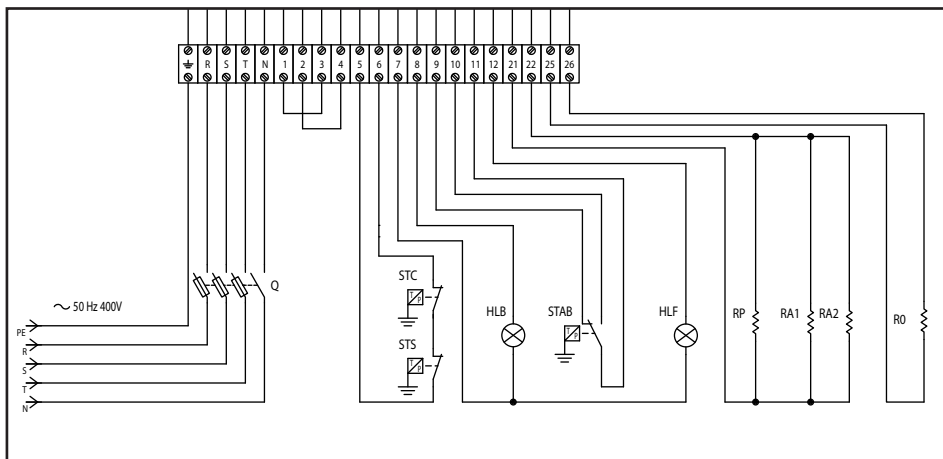 R S T N 1 2 3 4 5 6 7 8 9 10 11 12 21 22 25 26
Q
STC
T
P
∼ 50 Hz 400V
HLB STAB HLF RP RA1 RA2 R0
T
P
PE
STS
R
T
P
S
T
N